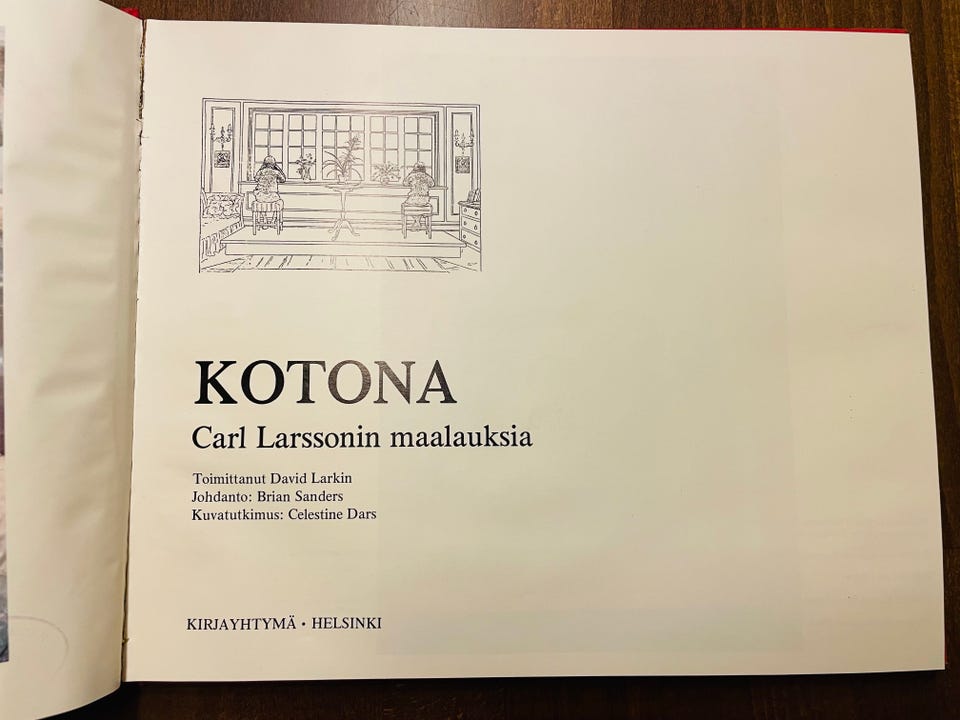 KOTONA
Carl Larssonin maalauksia
Toimittanut David Larkin
Johdanto: Brian Sanders
Kuvatutkimus: Celestine Dars
KIRJAYHTYMÄ • HELSINKI